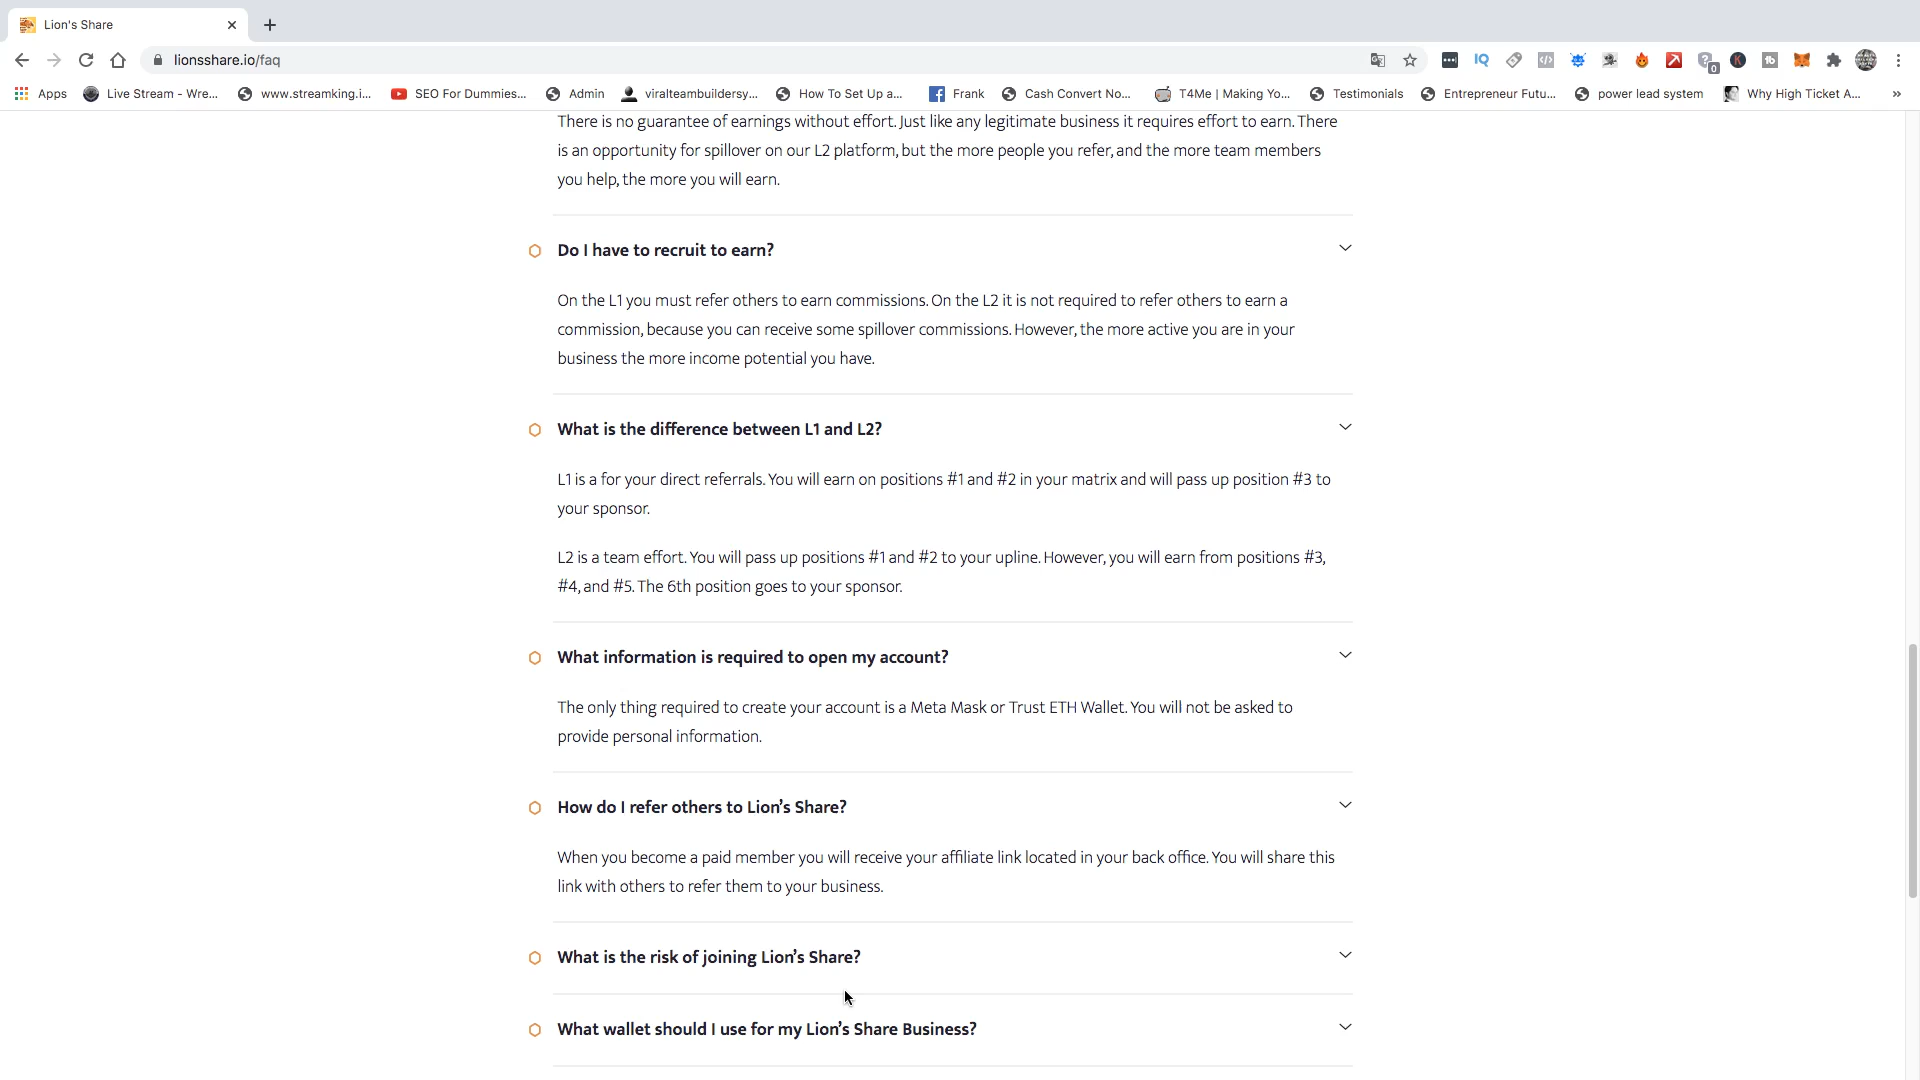 Lion's Share
lionsshare.io/faq
Apps Live Stream - Wre... www.streamking.i... SEO For Dummies... Admin viralteambuildersy... How To Set Up a... Frank Cash Convert No... T4Me | Making Yo... Testimonials Entrepreneur Futu... power lead system Why High Ticket A... »
There is no guarantee of earnings without effort. Just like any legitimate business it requires effort to earn. There
is an opportunity for spillover on our L2 platform, but the more people you refer, and the more team members
you help, the more you will earn.
Do I have to recruit to earn?
On the L1 you must refer others to earn commissions. On the L2 it is not required to refer others to earn a
commission, because you can receive some spillover commissions. However, the more active you are in your
business the more income potential you have.
What is the difference between L1 and L2?
L1 is a for your direct referrals. You will earn on positions #1 and #2 in your matrix and will pass up position #3 to
your sponsor.
L2 is a team effort. You will pass up positions #1 and #2 to your upline. However, you will earn from positions #3,
#4, and #5. The 6th position goes to your sponsor.
What information is required to open my account?
The only thing required to create your account is a Meta Mask or Trust ETH Wallet. You will not be asked to
provide personal information.
How do I refer others to Lion’s Share?
When you become a paid member you will receive your affiliate link located in your back office. You will share this
link with others to refer them to your business.
What is the risk of joining Lion’s Share?
What wallet should I use for my Lion’s Share Business?